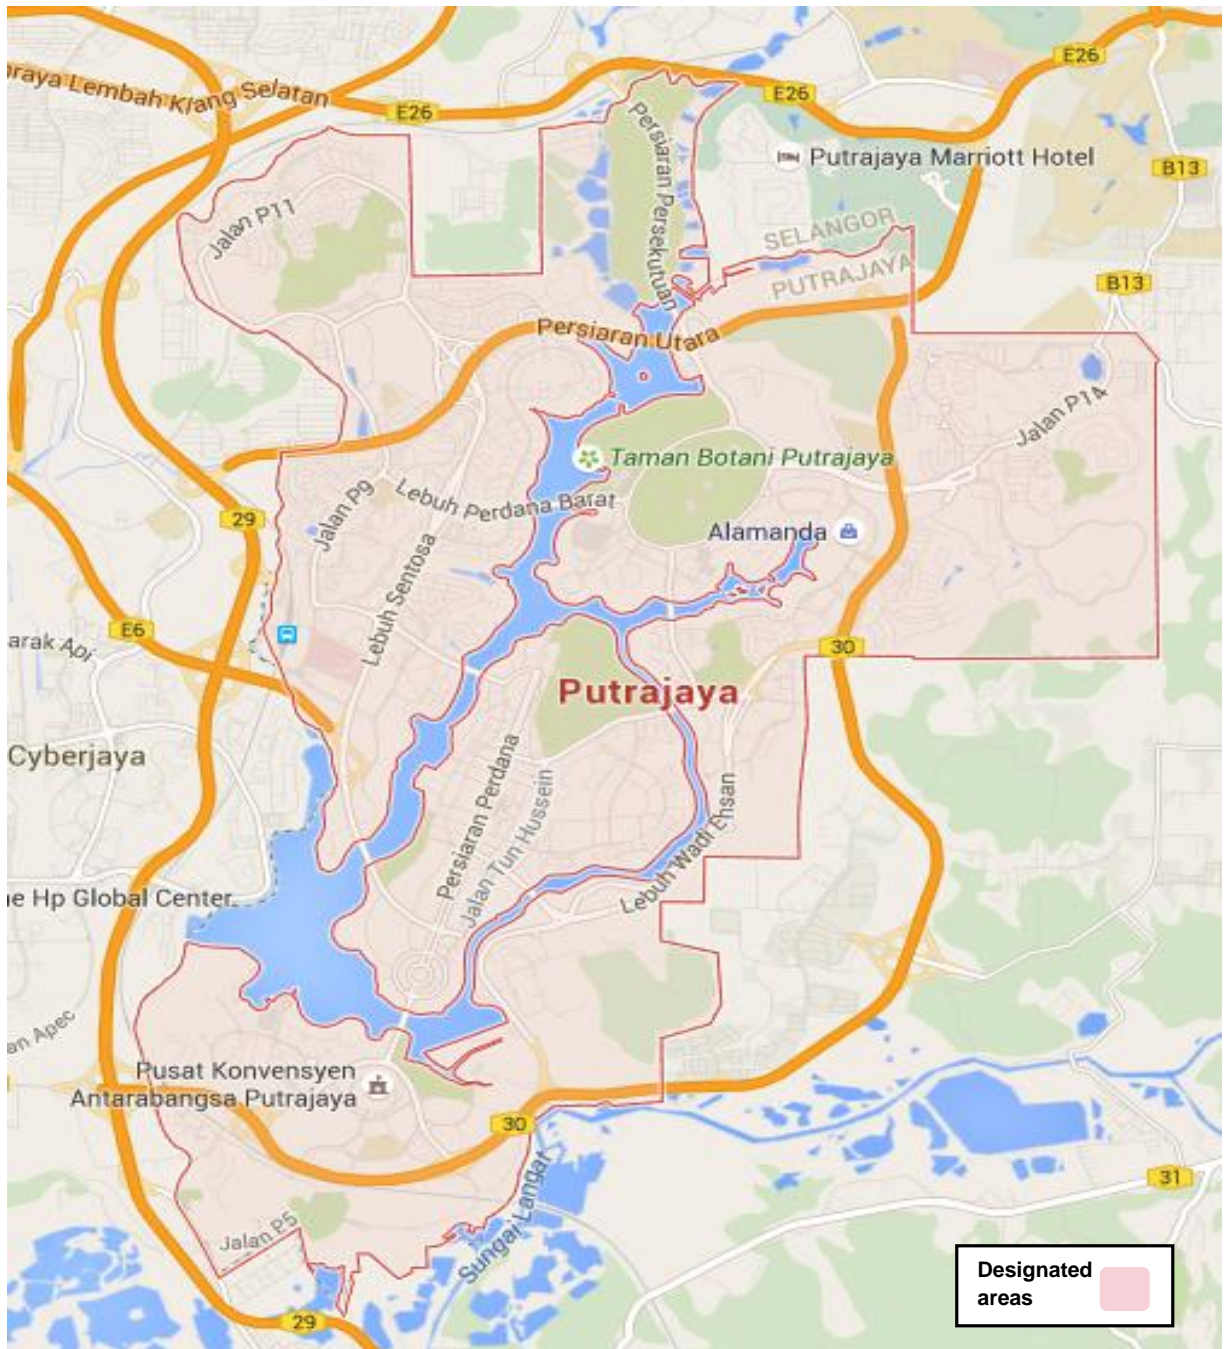 E26
nraya Lembah Klang Selatan
E26
E26
Persiaran Persekutuan
Putrajaya Marriott Hotel
B13
Jalan P11
SELANGOR
PUTRAJAYA
B13
Persiaran Utara
Jalan P14
Taman Botani Putrajaya
Jalan P9
Lebuh Perdana Barat
29
Alamanda
Lebuh Sentosa
E6
arak Api
30
Putrajaya
Cyberjaya
Persiaran Perdana
Jalan Tun Hussein
Lebuh Wadi Ehsan
ne Hp Global Center
an Apec
Pusat Konvensyen
Antarabangsa Putrajaya
30
31
Sungai Langat
Jalan P5
29
Designated
areas